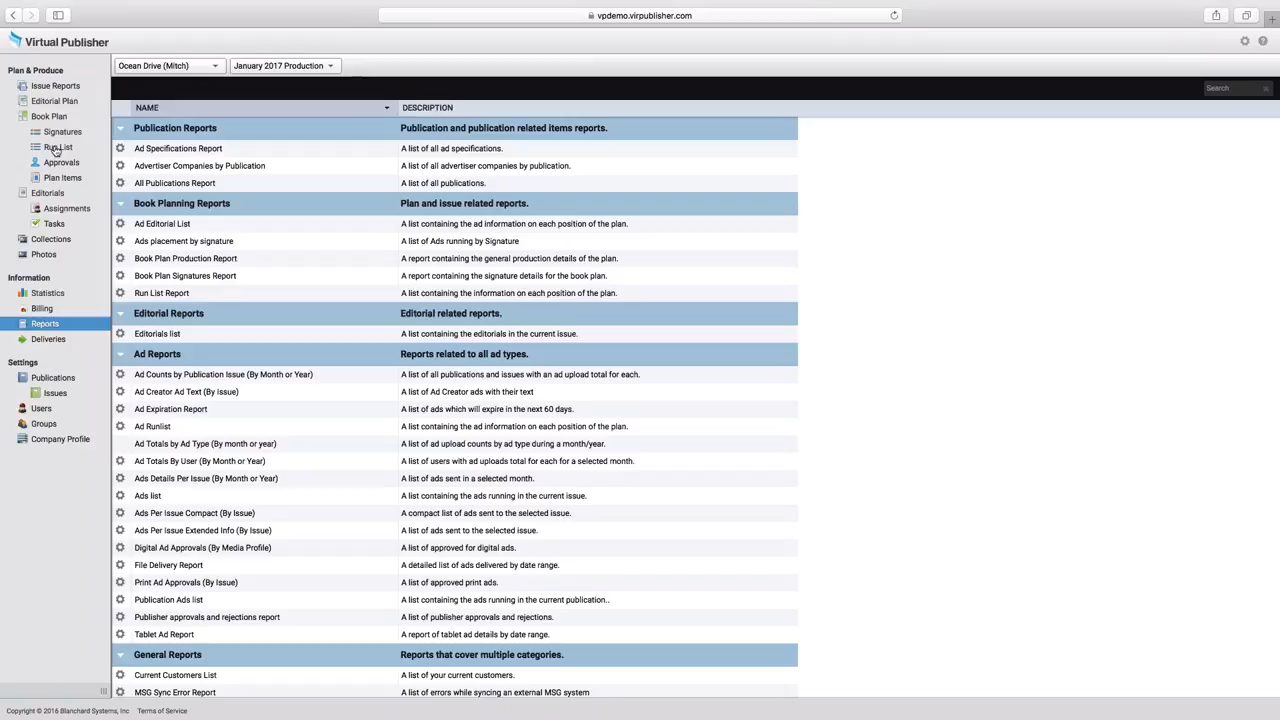 vpdemo.virpublisher.com
Virtual Publisher
Plan & Produce
Ocean Drive (Mitch)
January 2017 Production
Issue Reports
Editorial Plan
Book Plan
Signatures
Run List
Approvals
Plan Items
Editorials
Assignments
Tasks
Collections
Photos
Information
Statistics
Billing
Reports
Deliveries
Settings
Publications
Issues
Users
Groups
Company Profile
Search
NAME DESCRIPTION
Publication Reports Publication and publication related items reports.
Ad Specifications Report A list of all ad specifications.
Advertiser Companies by Publication A list of all advertiser companies by publication.
All Publications Report A list of all publications.
Book Planning Reports Plan and issue related reports.
Ad Editorial List A list containing the ad information on each position of the plan.
Ads placement by signature A list of Ads running by Signature
Book Plan Production Report A report containing the general production details of the plan.
Book Plan Signatures Report A report containing the signature details for the book plan.
Run List Report A list containing the information on each position of the plan.
Editorial Reports Editorial related reports.
Editorials list A list containing the editorials in the current issue.
Ad Reports Reports related to all ad types.
Ad Counts by Publication Issue (By Month or Year) A list of all publications and issues with an ad upload total for each.
Ad Creator Ad Text (By Issue) A list of Ad Creator ads with their text
Ad Expiration Report A list of ads which will expire in the next 60 days.
Ad Runlist A list containing the ad information on each position of the plan.
Ad Totals by Ad Type (By month or year) A list of ad upload counts by ad type during a month/year.
Ad Totals By User (By Month or Year) A list of users with ad uploads total for each for a selected month.
Ads Details Per Issue (By Month or Year) A list of ads sent in a selected month.
Ads list A list containing the ads running in the current issue.
Ads Per Issue Compact (By Issue) A compact list of ads sent to the selected issue.
Ads Per Issue Extended Info (By Issue) A list of ads sent to the selected issue.
Digital Ad Approvals (By Media Profile) A list of approved for digital ads.
File Delivery Report A detailed list of ads delivered by date range.
Print Ad Approvals (By Issue) A list of approved print ads.
Publication Ads list A list containing the ads running in the current publication..
Publisher approvals and rejections report A list of publisher approvals and rejections.
Tablet Ad Report A report of tablet ad details by date range.
General Reports Reports that cover multiple categories.
Current Customers List A list of your current customers.
MSG Sync Error Report A list of errors while syncing an external MSG system
Copyright © 2016 Blanchard Systems, Inc Terms of Service